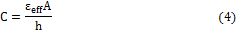 C = ε_eff A / h (4)